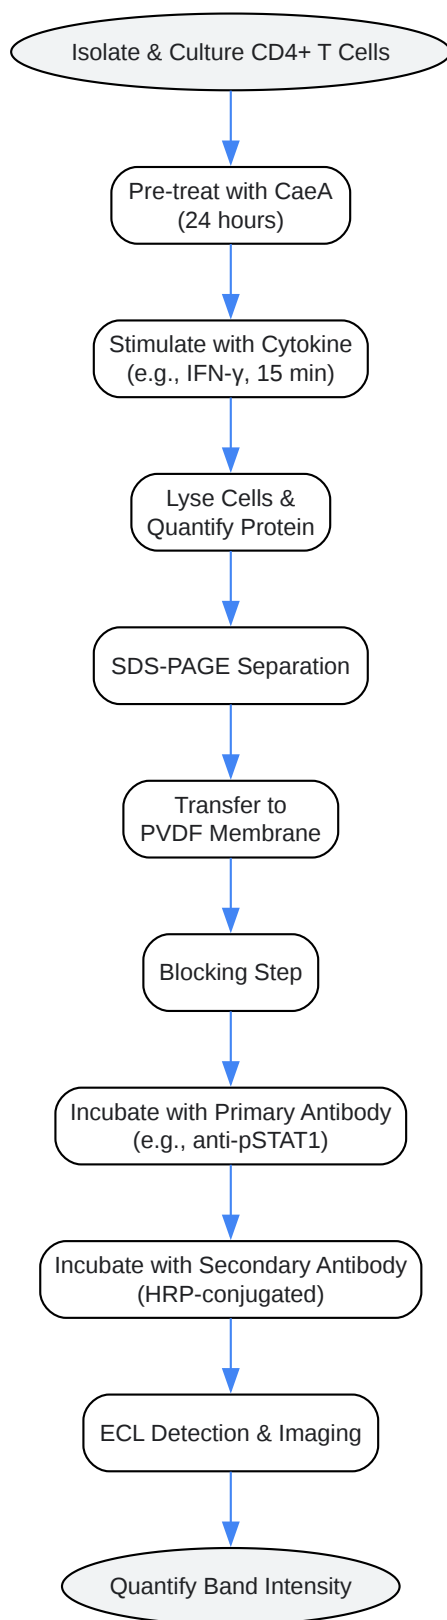 Isolate & Culture CD4+ T Cells
Pre-treat with CaeA
(24 hours)
Stimulate with Cytokine
(e.g., IFN-γ, 15 min)
Lyse Cells &
Quantify Protein
SDS-PAGE Separation
Transfer to
PVDF Membrane
Blocking Step
Incubate with Primary Antibody
(e.g., anti-pSTAT1)
Incubate with Secondary Antibody
(HRP-conjugated)
ECL Detection & Imaging
Quantify Band Intensity